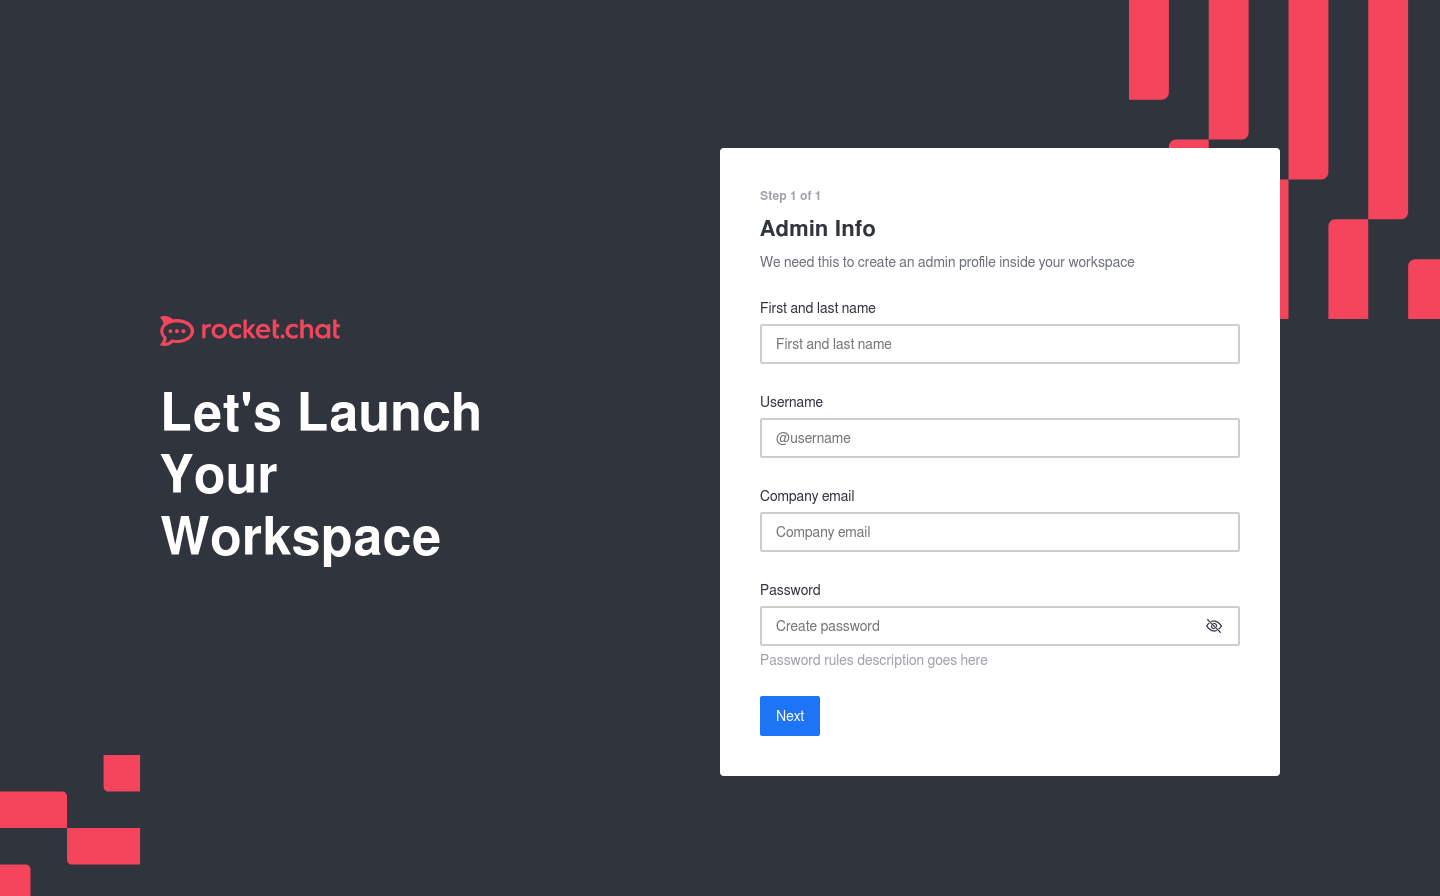 rocket.chat
Let's Launch
Your
Workspace
Step 1 of 1
Admin Info
We need this to create an admin profile inside your workspace
First and last name
First and last name
Username
@username
Company email
Company email
Password
Create password
Password rules description goes here
Next